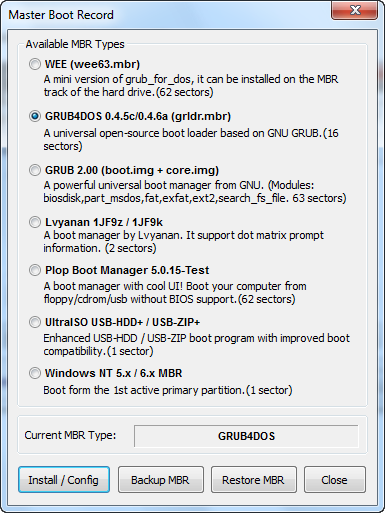 Master Boot Record
Available MBR Types
WEE (wee63.mbr)
A mini version of grub_for_dos, it can be installed on the MBR
track of the hard drive.(62 sectors)
GRUB4DOS 0.4.5c/0.4.6a (grldr.mbr)
A universal open-source boot loader based on GNU GRUB.(16
sectors)
GRUB 2.00 (boot.img + core.img)
A powerful universal boot manager from GNU. (Modules:
biosdisk,part_msdos,fat,exfat,ext2,search_fs_file. 63 sectors)
Lvyanan 1JF9z / 1JF9k
A boot manager by Lvyanan. It support dot matrix prompt
information. (2 sectors)
Plop Boot Manager 5.0.15-Test
A boot manager with cool UI! Boot your computer from
floppy/cdrom/usb without BIOS support.(62 sectors)
UltraISO USB-HDD+ / USB-ZIP+
Enhanced USB-HDD / USB-ZIP boot program with improved boot
compatibility.(1 sector)
Windows NT 5.x / 6.x MBR
Boot form the 1st active primary partition.(1 sector)
Current MBR Type: GRUB4DOS
Install / Config Backup MBR Restore MBR Close